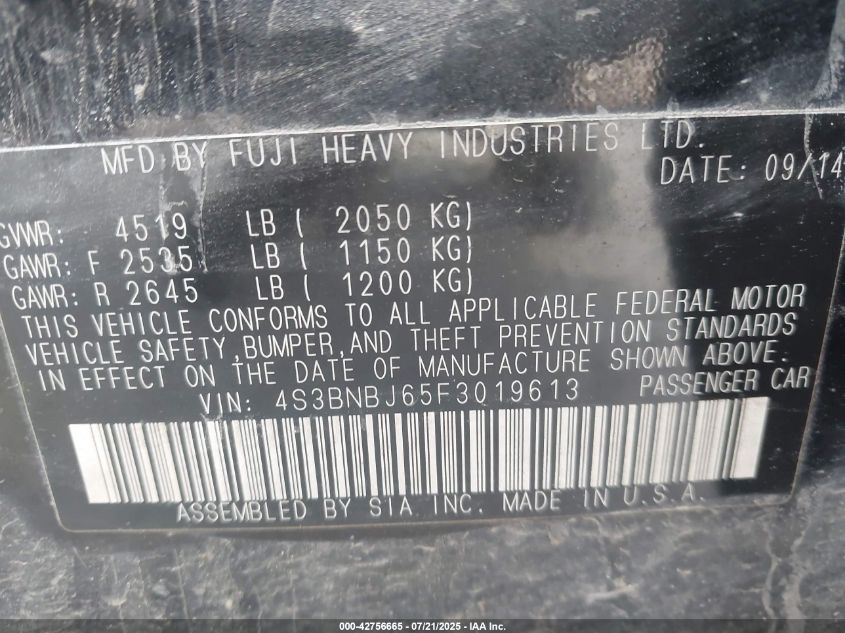 MFD BY FUJI HEAVY INDUSTRIES LTD.
DATE: 09/14
GVWR: 4519 LB ( 2050 KG)
GAWR: F 2535 LB ( 1150 KG)
GAWR: R 2645 LB ( 1200 KG)
THIS VEHICLE CONFORMS TO ALL APPLICABLE FEDERAL MOTOR
VEHICLE SAFETY,BUMPER,AND THEFT PREVENTION STANDARDS
IN EFFECT ON THE DATE OF MANUFACTURE SHOWN ABOVE.
VIN: 4S3BNBJ65F3019613 PASSENGER CAR
ASSEMBLED BY SIA INC. MADE IN U.S.A.
000-42756665 - 07/21/2025 - IAA Inc.